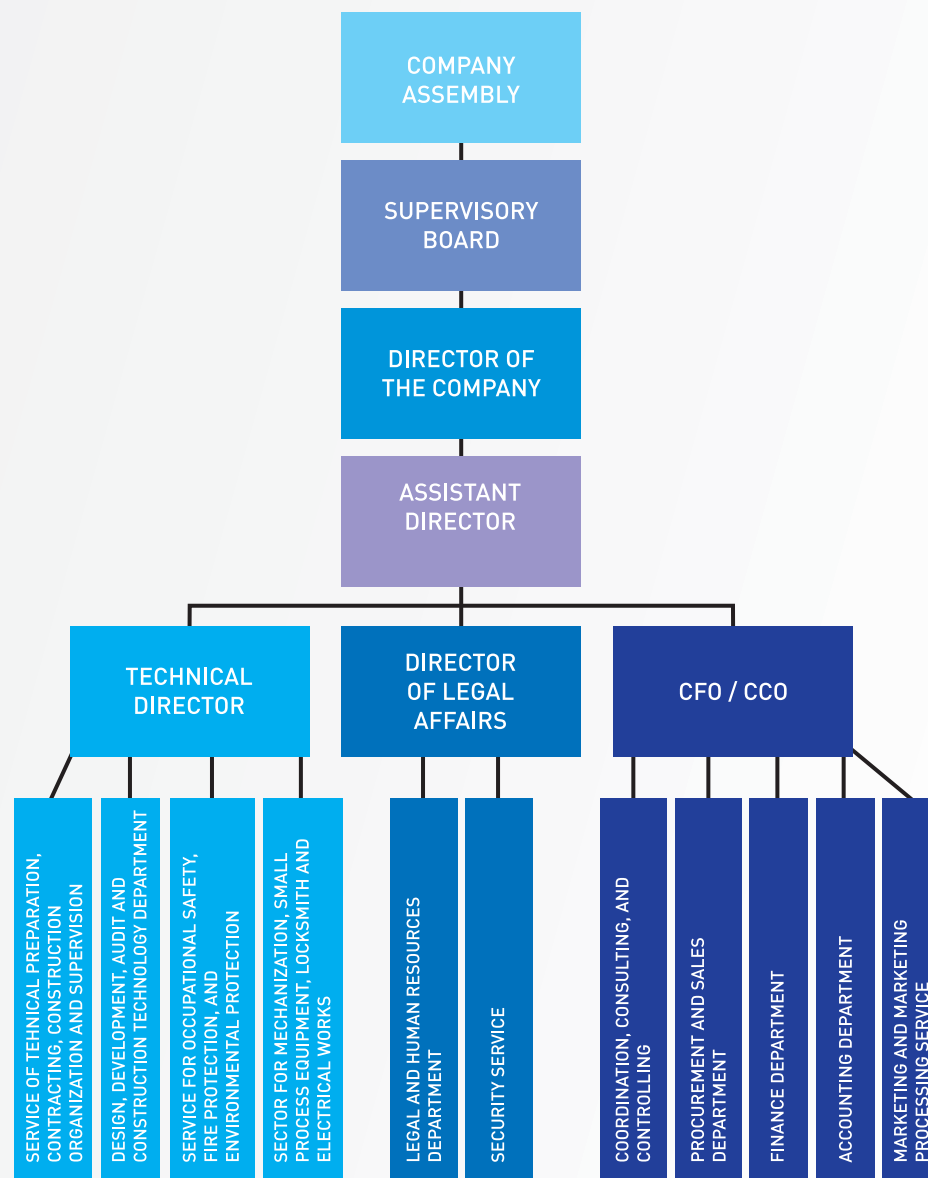 COMPANY
ASSEMBLY
SUPERVISORY
BOARD
DIRECTOR OF
THE COMPANY
ASSISTANT
DIRECTOR
TECHNICAL
DIRECTOR
DIRECTOR
OF LEGAL
AFFAIRS
CFO / CCO
SERVICE OF TEHNICAL PREPARATION,
CONTRACTING, CONSTRUCTION
ORGANIZATION AND SUPERVISION
DESIGN, DEVELOPMENT, AUDIT AND
CONSTRUCTION TECHNOLOGY DEPARTMENT
SERVICE FOR OCCUPATIONAL SAFETY,
FIRE PROTECTION, AND
ENVIRONMENTAL PROTECTION
SECTOR FOR MECHANIZATION, SMALL
PROCESS EQUIPMENT, LOCKSMITH AND
ELECTRICAL WORKS
LEGAL AND HUMAN RESOURCES
DEPARTMENT
SECURITY SERVICE
COORDINATION, CONSULTING, AND
CONTROLLING
PROCUREMENT AND SALES
DEPARTMENT
FINANCE DEPARTMENT
ACCOUNTING DEPARTMENT
MARKETING AND MARKETING
PROCESSING SERVICE